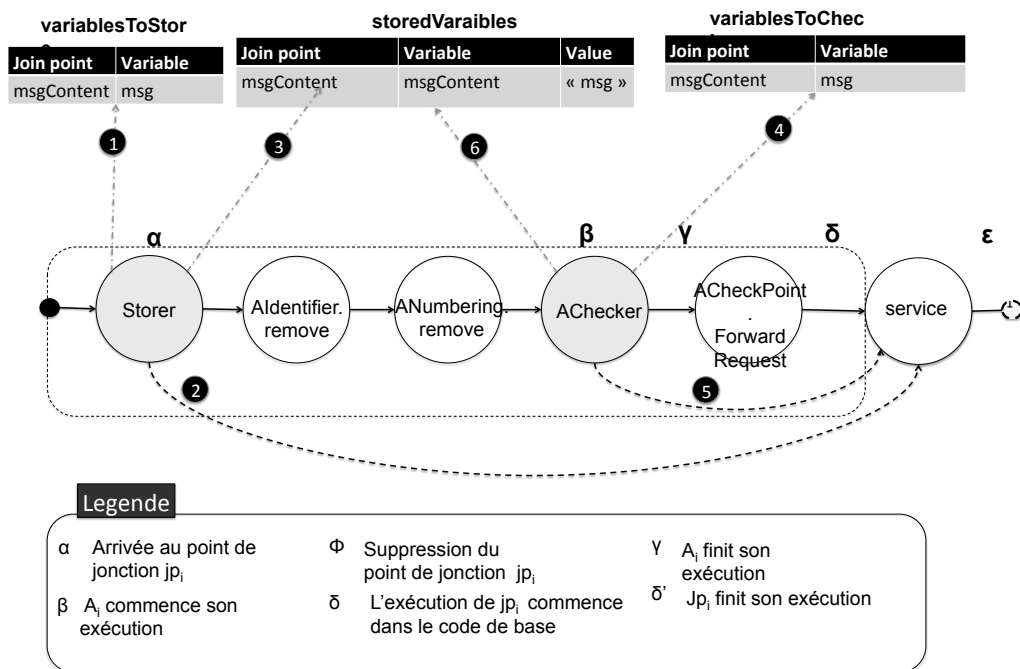 variablesToStor
storedVaraibles
variablesToChec
Join point Variable
msgContent msg
Join point Variable Value
msgContent msgContent « msg »
Join point Variable
msgContent msg
1
3
6
4
α
β
γ
δ
ε
Storer
AIdentifier.
remove
ANumbering.
remove
AChecker
ACheckPoint
.
Forward
Request
service
2
5
Legende
α Arrivée au point de
jonction jpi
β Ai commence son
exécution
Φ Suppression du
point de jonction jpi
δ L'exécution de jpi commence
dans le code de base
γ Ai finit son
exécution
δ' Jpi finit son exécution